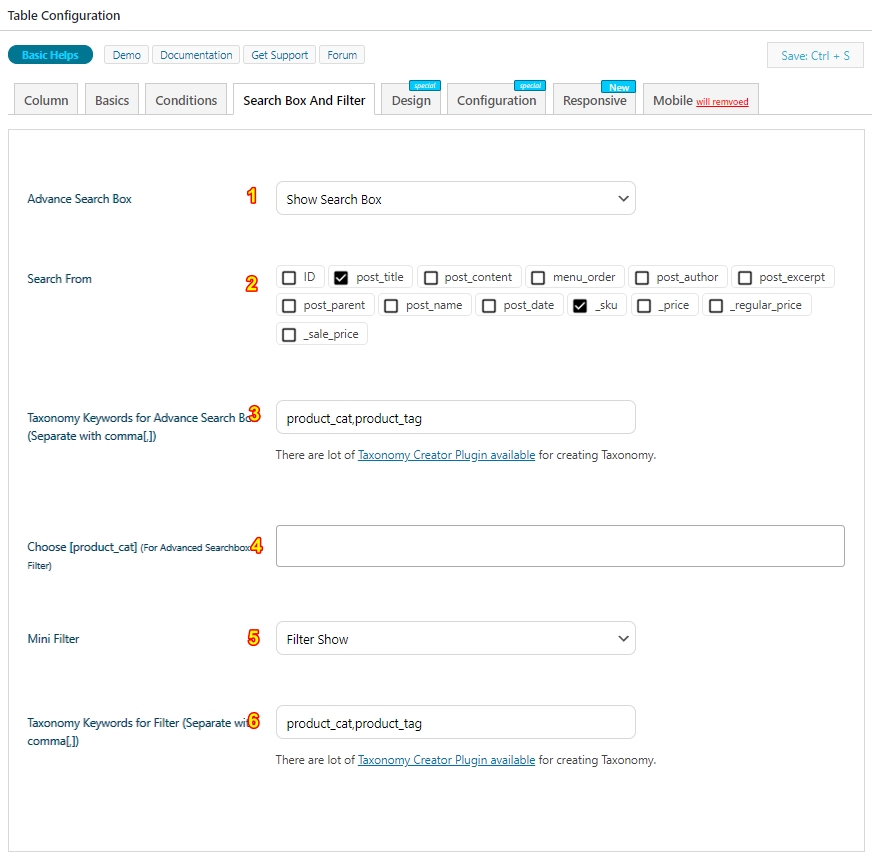 Table Configuration
Basic Helps Demo Documentation Get Support Forum Save: Ctrl + S
special special New
Column Basics Conditions Search Box And Filter Design Configuration Responsive Mobile will remvoed
Advance Search Box 1 Show Search Box
Search From 2 ID post_title post_content menu_order post_author post_excerpt
post_parent post_name post_date _sku _price _regular_price
_sale_price
Taxonomy Keywords for Advance Search Bo 3 product_cat,product_tag
(Separate with comma[,])
There are lot of Taxonomy Creator Plugin available for creating Taxonomy.
Choose [product_cat] (For Advanced Searchbox 4
Filter)
Mini Filter 5 Filter Show
Taxonomy Keywords for Filter (Separate wit 6 product_cat,product_tag
comma[,])
There are lot of Taxonomy Creator Plugin available for creating Taxonomy.